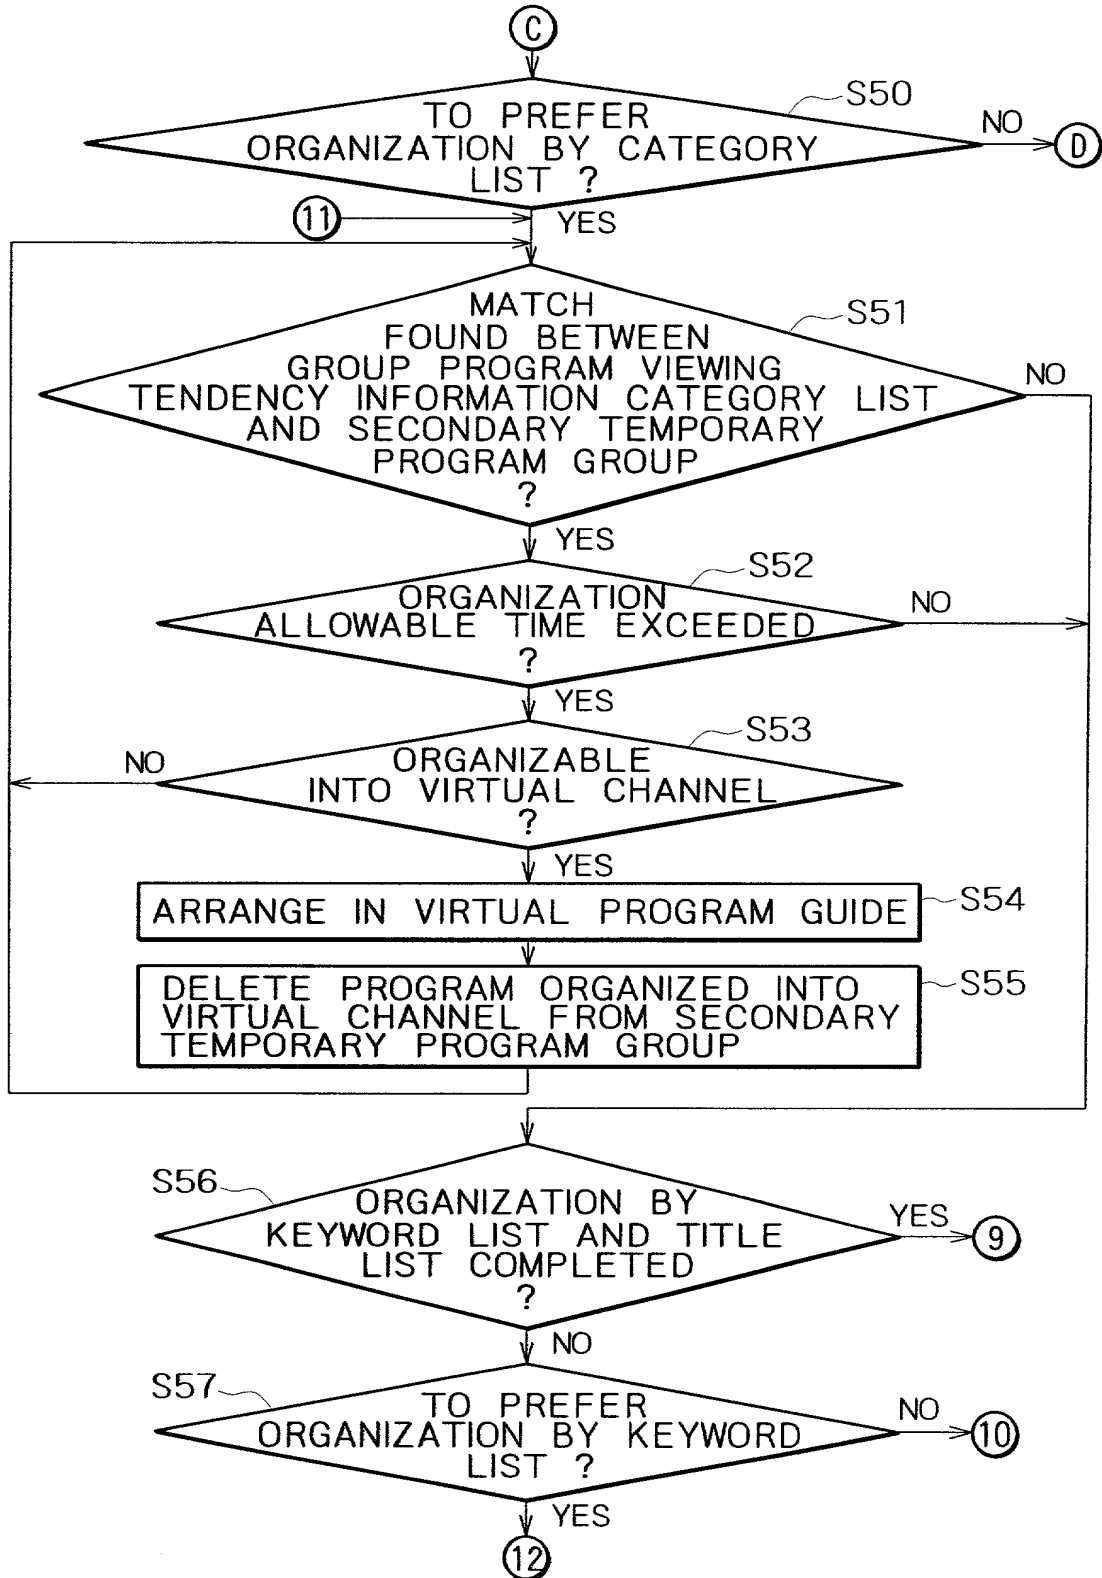 C
TO PREFER
ORGANIZATION BY CATEGORY
LIST ?
S50
NO
D
11
YES
MATCH
FOUND BETWEEN
GROUP PROGRAM VIEWING
TENDENCY INFORMATION CATEGORY LIST
AND SECONDARY TEMPORARY
PROGRAM GROUP
?
S51
NO
YES
ORGANIZATION
ALLOWABLE TIME EXCEEDED
?
S52
NO
YES
ORGANIZABLE
INTO VIRTUAL CHANNEL
?
S53
NO
YES
ARRANGE IN VIRTUAL PROGRAM GUIDE
S54
DELETE PROGRAM ORGANIZED INTO
VIRTUAL CHANNEL FROM SECONDARY
TEMPORARY PROGRAM GROUP
S55
S56
ORGANIZATION BY
KEYWORD LIST AND TITLE
LIST COMPLETED
?
YES
9
NO
S57
TO PREFER
ORGANIZATION BY KEYWORD
LIST ?
NO
10
YES
12